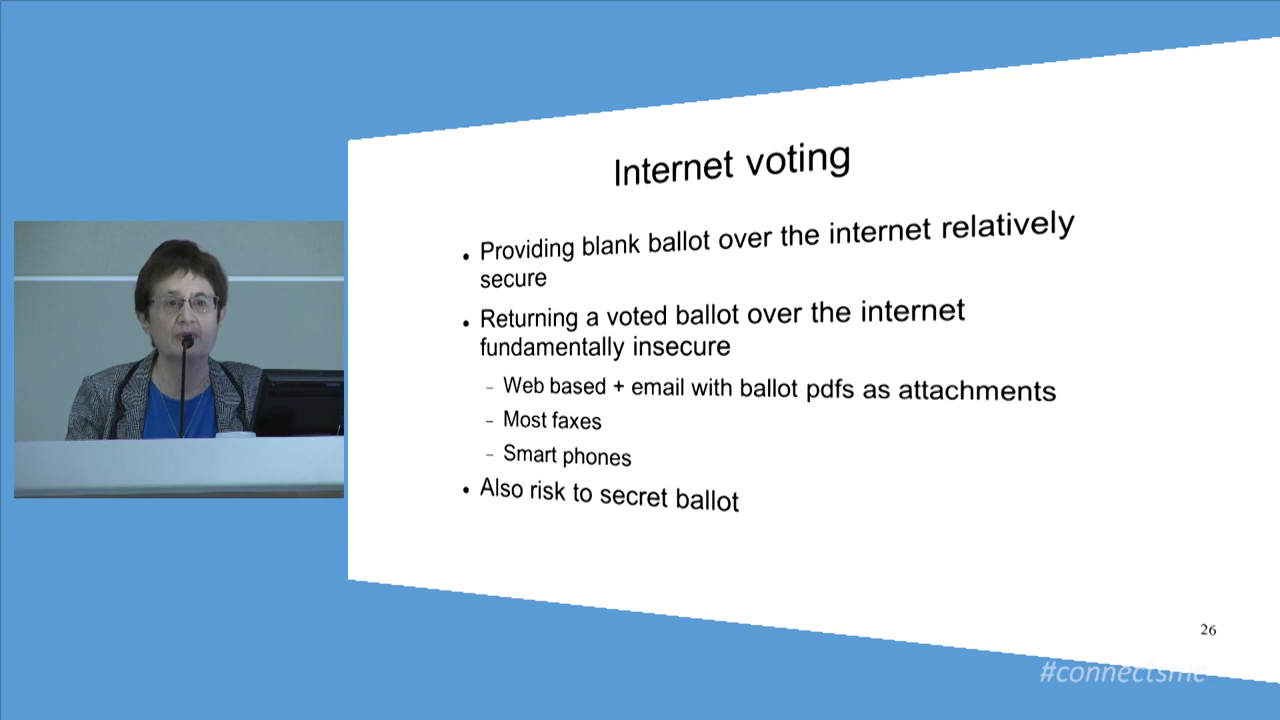 Internet voting
• Providing blank ballot over the internet relatively
secure
• Returning a voted ballot over the internet
fundamentally insecure
– Web based + email with ballot pdfs as attachments
– Most faxes
– Smart phones
• Also risk to secret ballot
26
#connectsmc